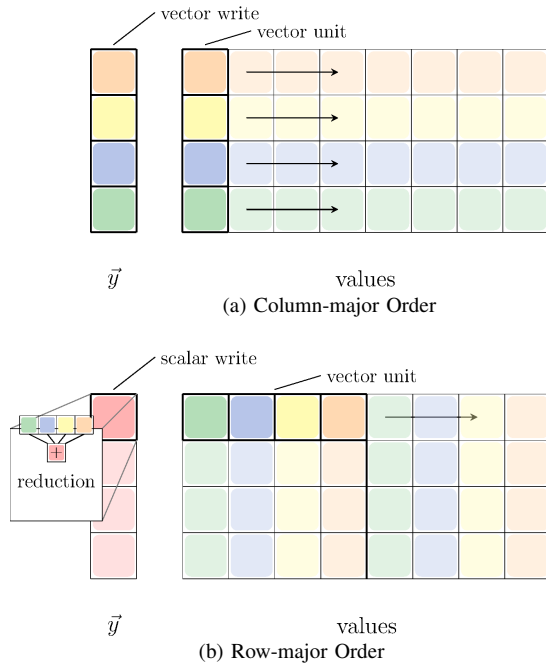 vector write
vector unit
y⃗
values
(a) Column-major Order
scalar write
vector unit
+
reduction
y⃗
values
(b) Row-major Order